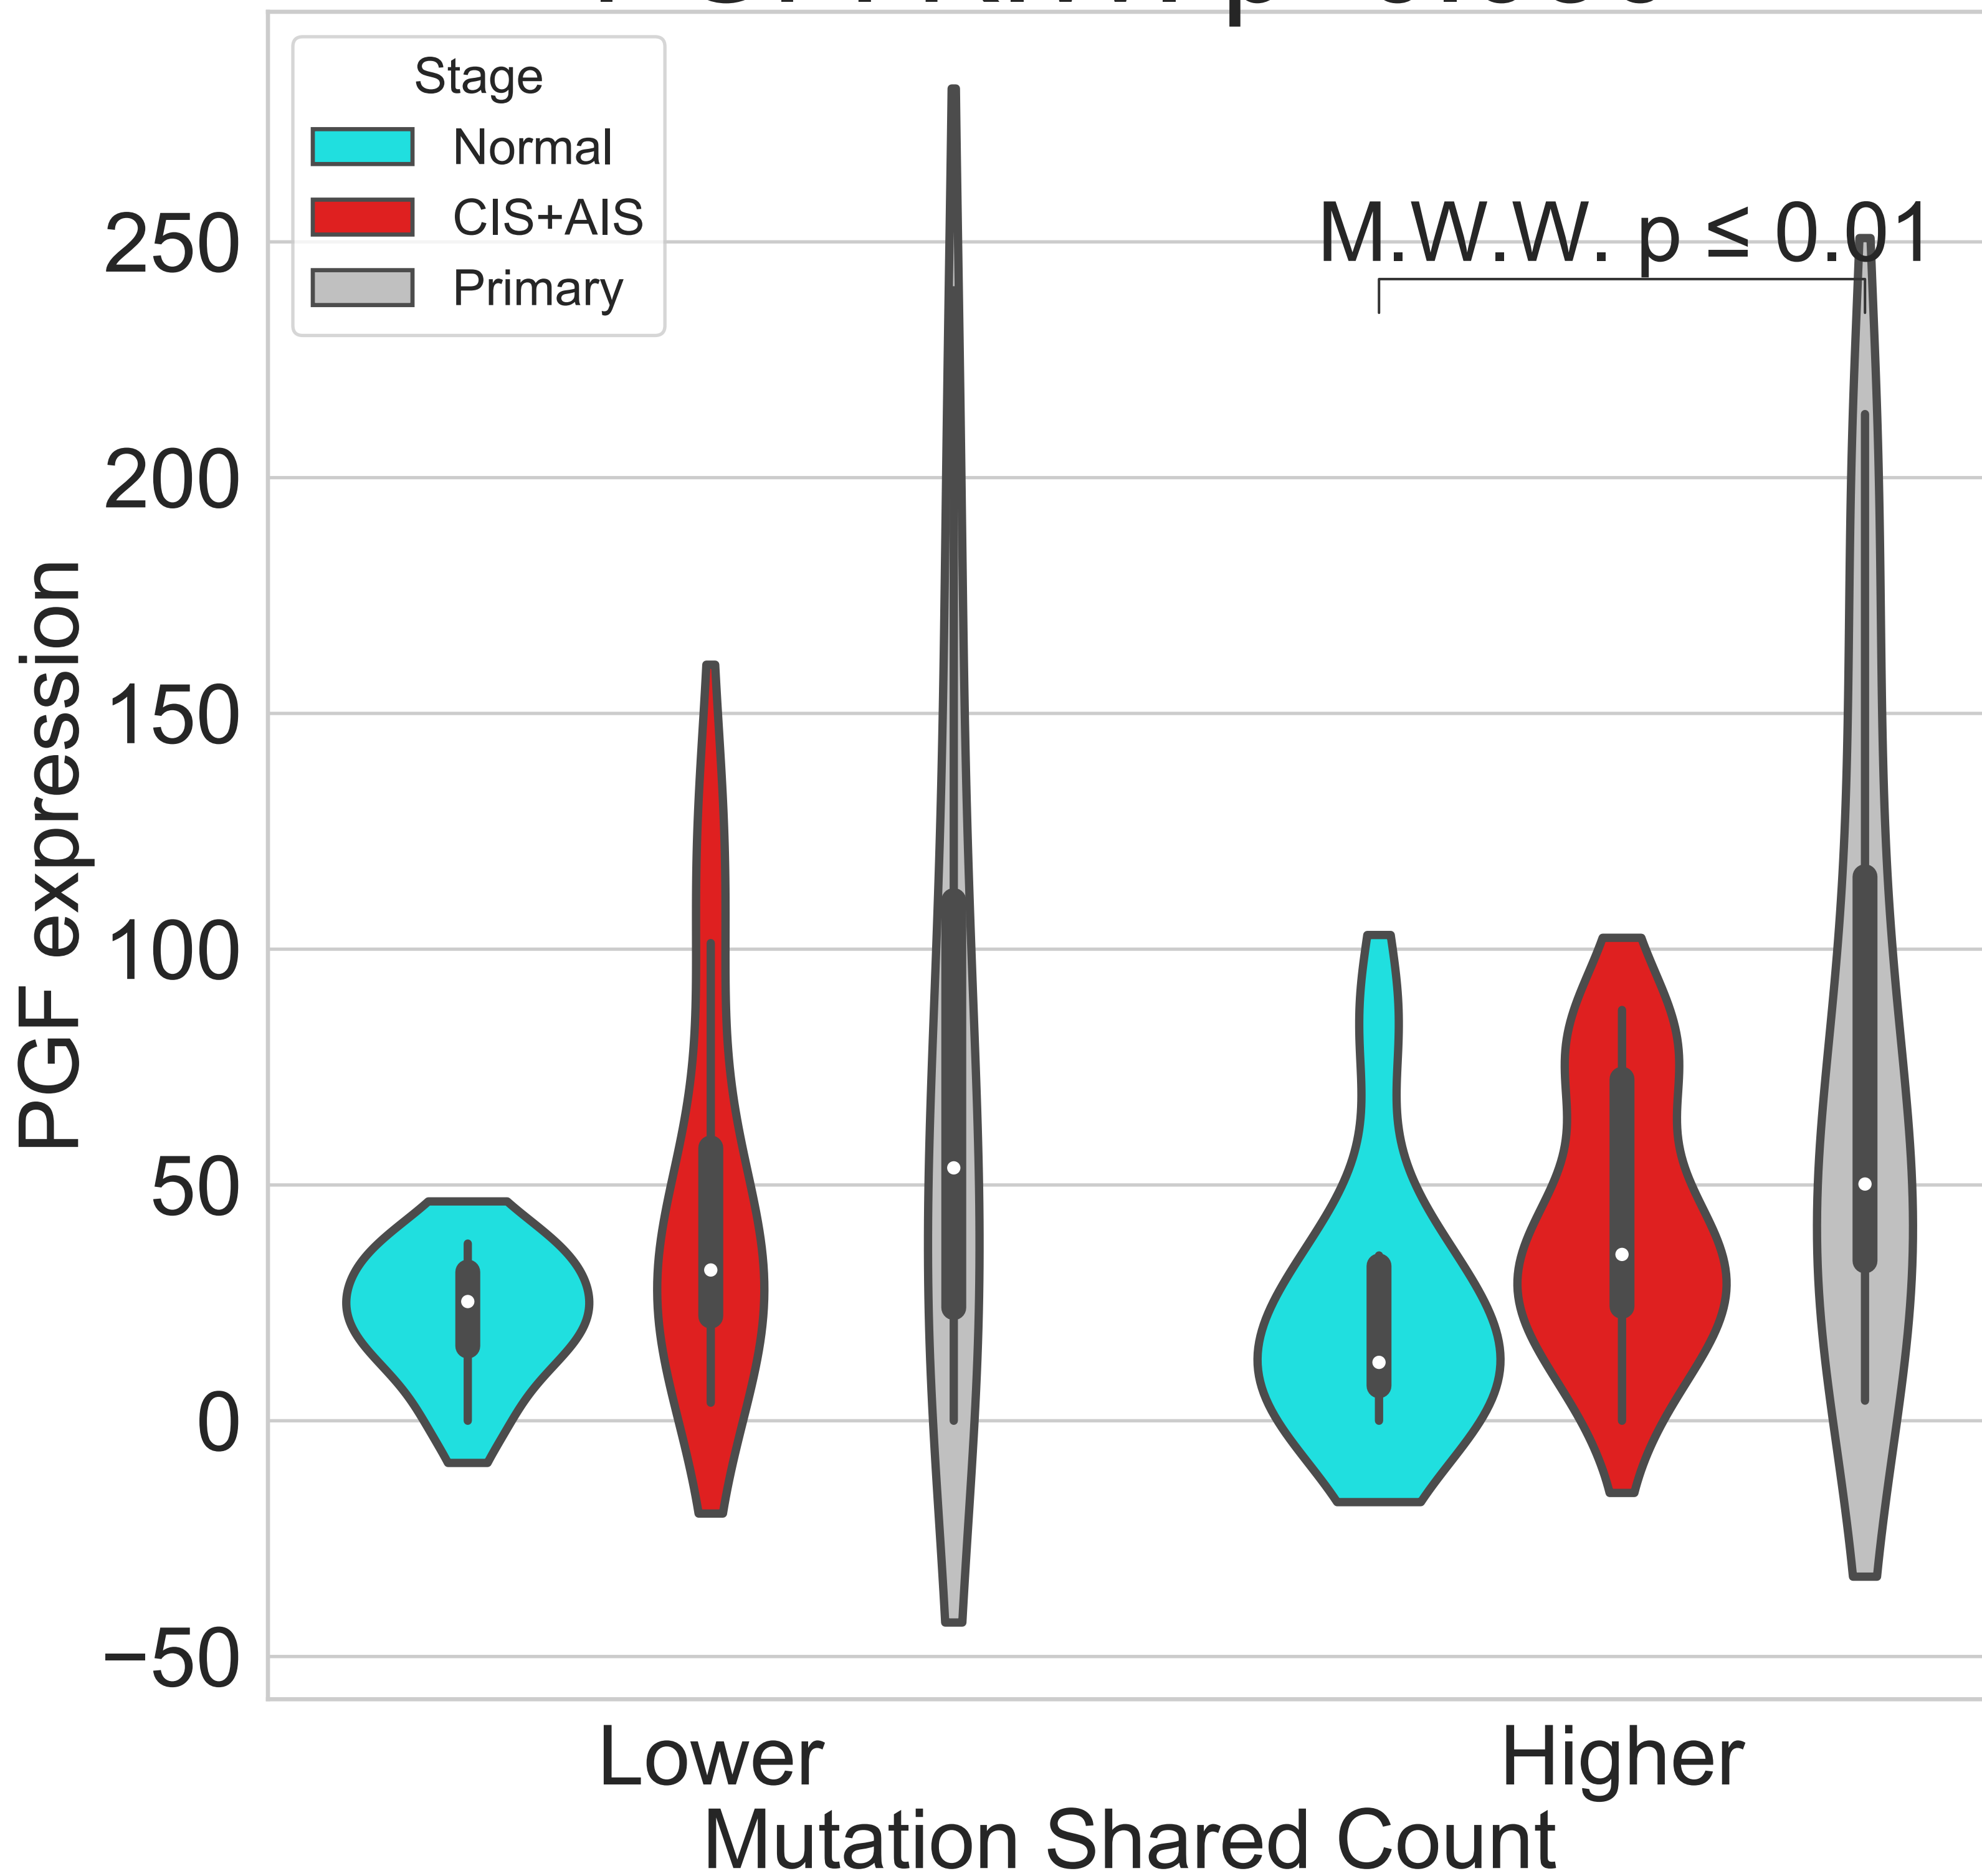 Stage
Normal
CIS+AIS
Primary
M.W.W. p ≤ 0.01
250
200
150
100
50
0
−50
PGF expression
Lower
Higher
Mutation Shared Count